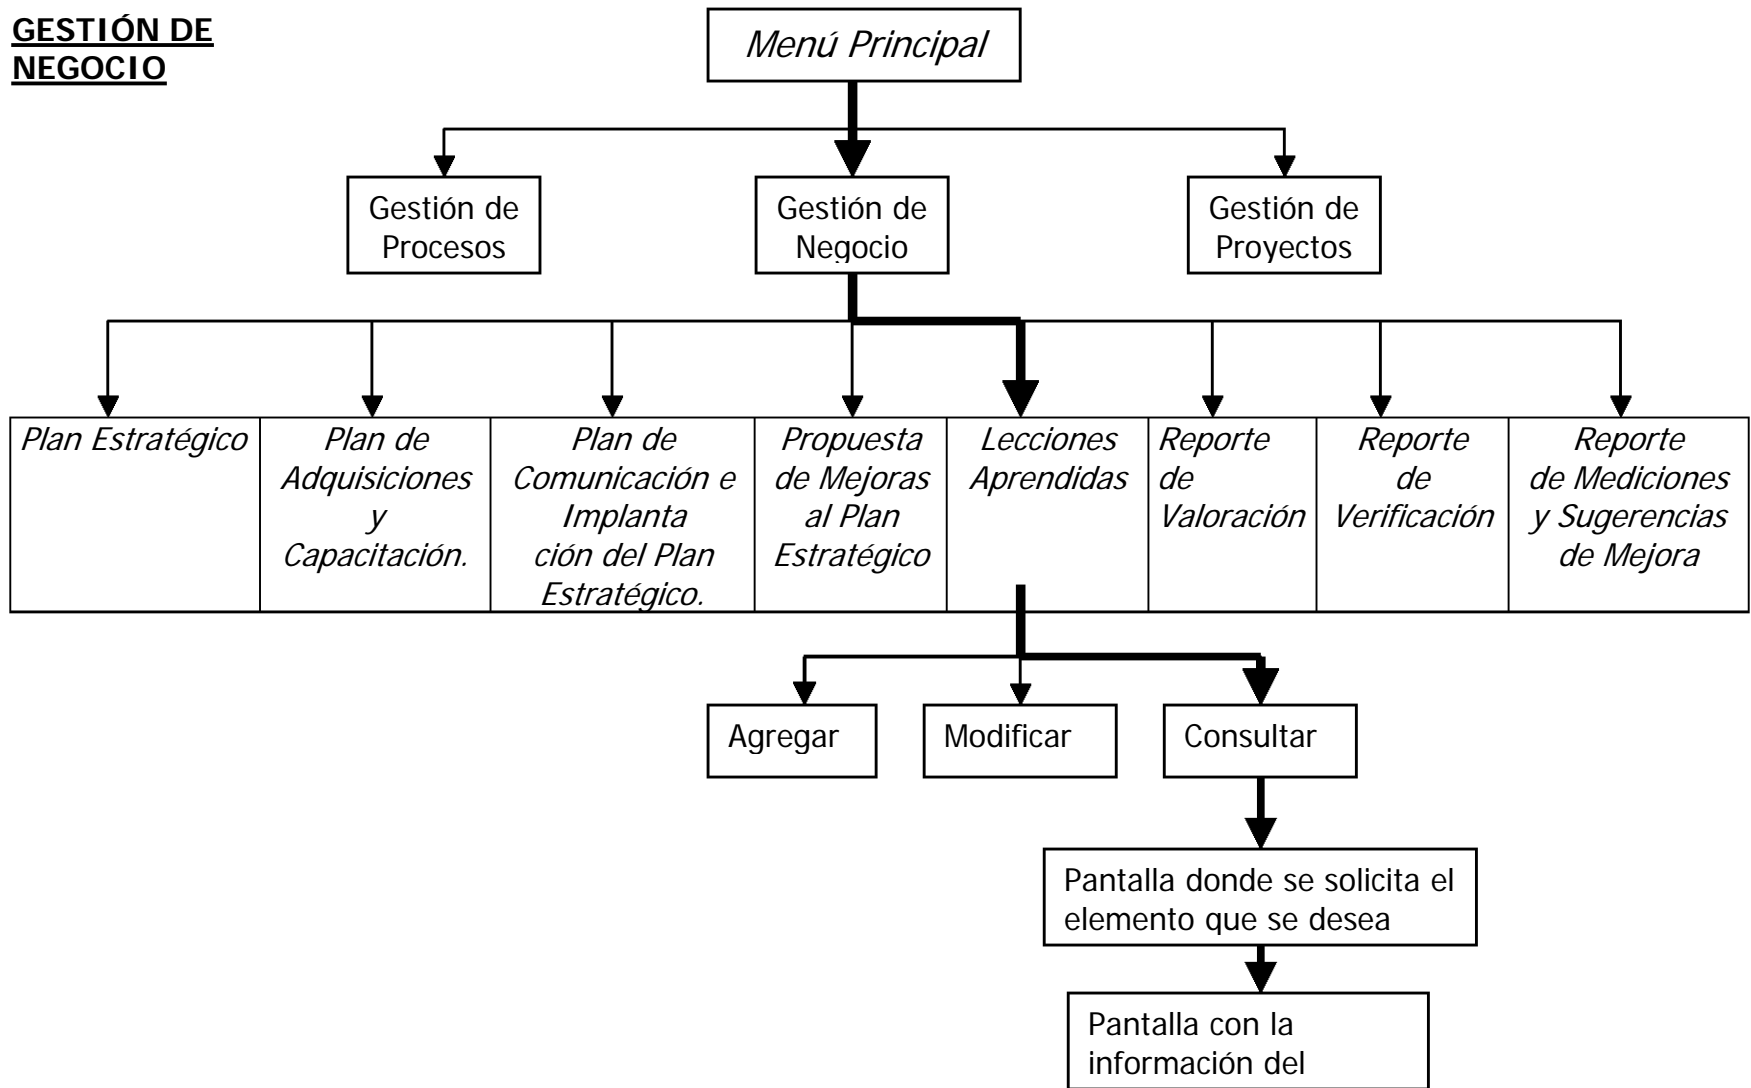 GESTIÓN DE
NEGOCIO
Menú Principal
Gestión de
Procesos
Gestión de
Negocio
Gestión de
Proyectos
Plan Estratégico
Plan de
Adquisiciones
y
Capacitación.
Plan de
Comunicación e
Implanta
ción del Plan
Estratégico.
Propuesta
de Mejoras
al Plan
Estratégico
Lecciones
Aprendidas
Reporte
de
Valoración
Reporte
de
Verificación
Reporte
de Mediciones
y Sugerencias
de Mejora
Agregar
Modificar
Consultar
Pantalla donde se solicita el
elemento que se desea
Pantalla con la
información del